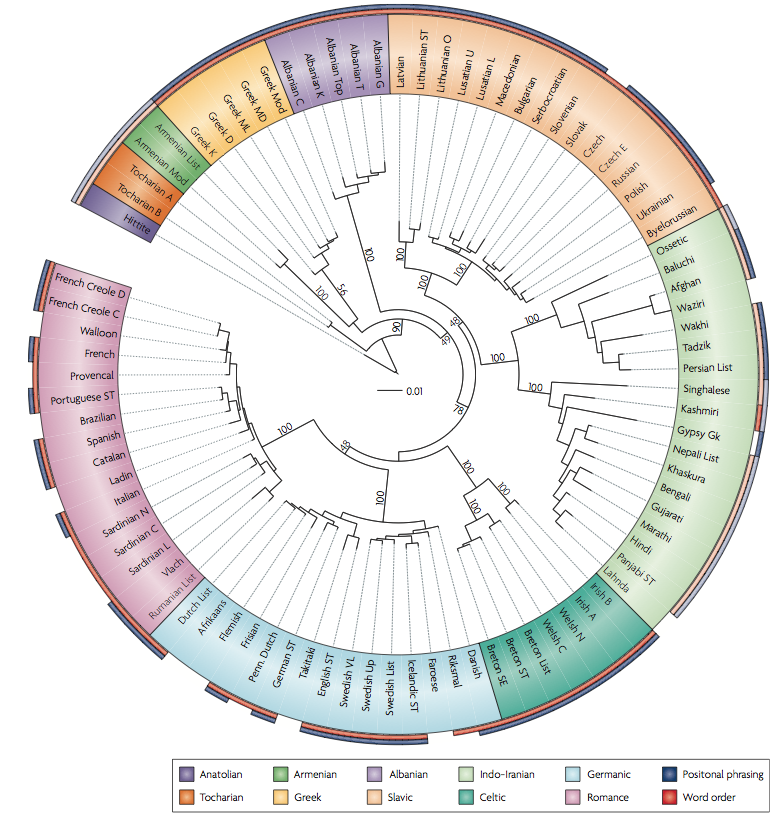 Hittite
Tocharian B
Tocharian A
Armenian Mod
Armenian List
Greek K
Greek D
Greek ML
Greek MD
Greek Mod
Albanian C
Albanian K
Albanian Top
Albanian T
Albanian G
Latvian
Lithuanian ST
Lithuanian O
Lusatian U
Lusatian L
Macedonian
Bulgarian
Serbocroatian
Slovenian
Slovak
Czech
Czech E
Russian
Polish
Ukrainian
Byelorussian
Ossetic
Baluchi
Afghan
Waziri
Wakhi
Tadzik
Persian List
Singhalese
Kashmiri
Gypsy Gk
Nepali List
Khaskura
Bengali
Gujarati
Marathi
Hindi
Panjabi ST
Lahnda
Irish B
Irish A
Welsh N
Welsh C
Breton List
Breton ST
Breton SE
Danish
Riksmal
Faroese
Icelandic ST
Swedish List
Swedish Up
Swedish VL
English ST
Takitaki
German ST
Penn. Dutch
Frisian
Flemish
Afrikaans
Dutch List
Rumanian List
Vlach
Sardinian L
Sardinian C
Sardinian N
Italian
Ladin
Catalan
Spanish
Brazilian
Portuguese ST
Provencal
French
Walloon
French Creole C
French Creole D
100
100
56
100
100
100
90
48
49
100
100
100
78
0.01
100
48
100
100
100
100
Anatolian
Armenian
Albanian
Indo-Iranian
Germanic
Positonal phrasing
Tocharian
Greek
Slavic
Celtic
Romance
Word order